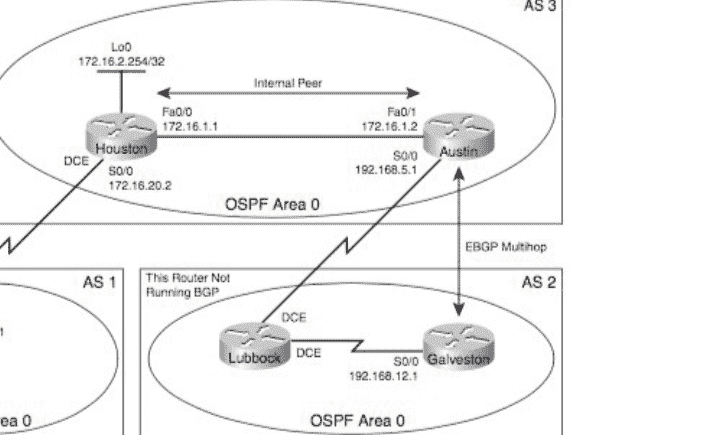 AS 3
Lo0
172.16.2.254/32
Internal Peer
Fa0/0
172.16.1.1
Fa0/1
172.16.1.2
Houston
Austin
DCE
S0/0
172.16.20.2
S0/0
192.168.5.1
OSPF Area 0
EBGP Multihop
AS 1
This Router Not
Running BGP
AS 2
1
DCE
Lubbock
DCE
Galveston
S0/0
192.168.12.1
ea 0
OSPF Area 0